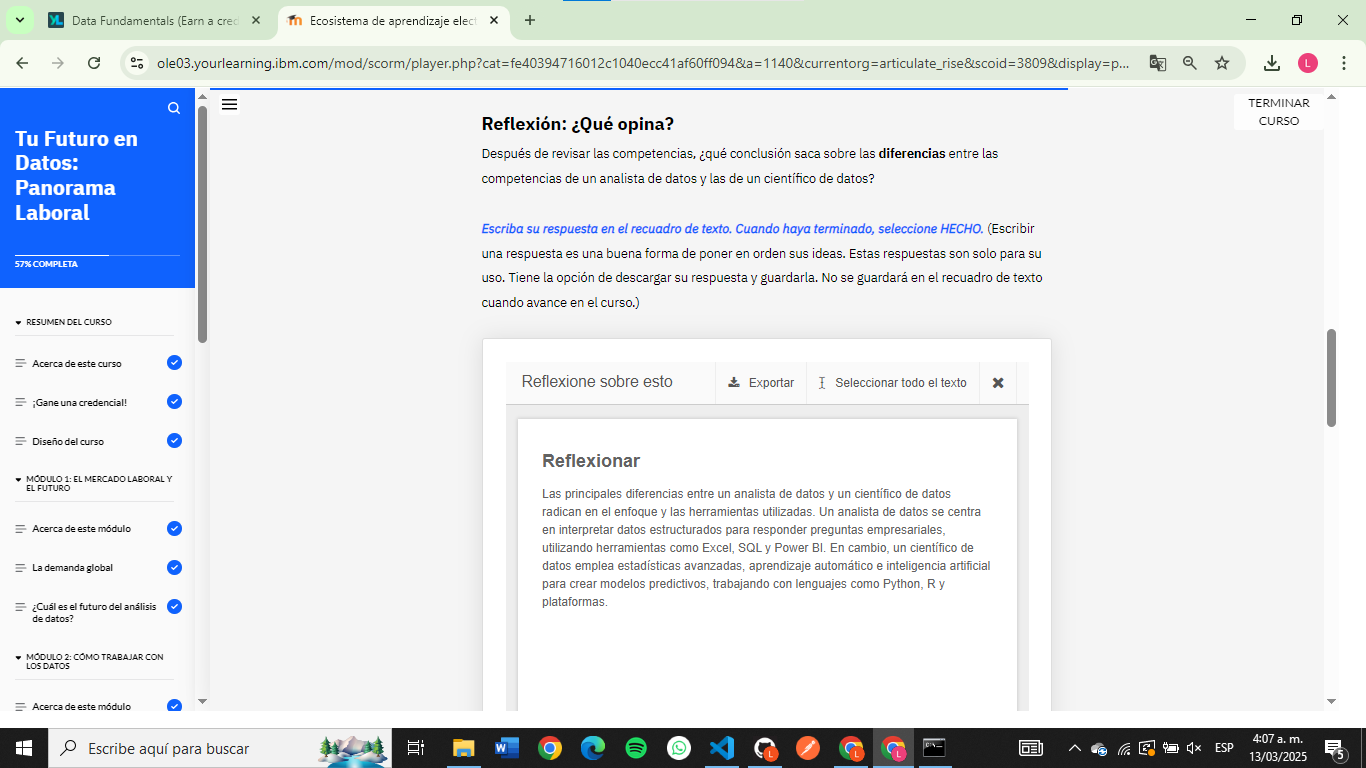 Data Fundamentals (Earn a cred
Ecosistema de aprendizaje elect
ole03.yourlearning.ibm.com/mod/scorm/player.php?cat=fe40394716012c1040ecc41af60ff094&a=1140&currentorg=articulate_rise&scoid=3809&display=p...
L
Tu Futuro en
Datos:
Panorama
Laboral
57% COMPLETA
RESUMEN DEL CURSO
Acerca de este curso
¡Gane una credencial!
Diseño del curso
MÓDULO 1: EL MERCADO LABORAL Y
EL FUTURO
Acerca de este módulo
La demanda global
¿Cuál es el futuro del análisis
de datos?
MÓDULO 2: CÓMO TRABAJAR CON
LOS DATOS
Acerca de este módulo
TERMINAR
CURSO
Reflexión: ¿Qué opina?
Después de revisar las competencias, ¿qué conclusión saca sobre las diferencias entre las
competencias de un analista de datos y las de un científico de datos?
Escriba su respuesta en el recuadro de texto. Cuando haya terminado, seleccione HECHO. (Escribir
una respuesta es una buena forma de poner en orden sus ideas. Estas respuestas son solo para su
uso. Tiene la opción de descargar su respuesta y guardarla. No se guardará en el recuadro de texto
cuando avance en el curso.)
Reflexione sobre esto
Exportar
Seleccionar todo el texto
Reflexionar
Las principales diferencias entre un analista de datos y un científico de datos
radican en el enfoque y las herramientas utilizadas. Un analista de datos se centra
en interpretar datos estructurados para responder preguntas empresariales,
utilizando herramientas como Excel, SQL y Power BI. En cambio, un científico de
datos emplea estadísticas avanzadas, aprendizaje automático e inteligencia artificial
para crear modelos predictivos, trabajando con lenguajes como Python, R y
plataformas.
Escribe aquí para buscar
ESP
4:07 a. m.
13/03/2025
5